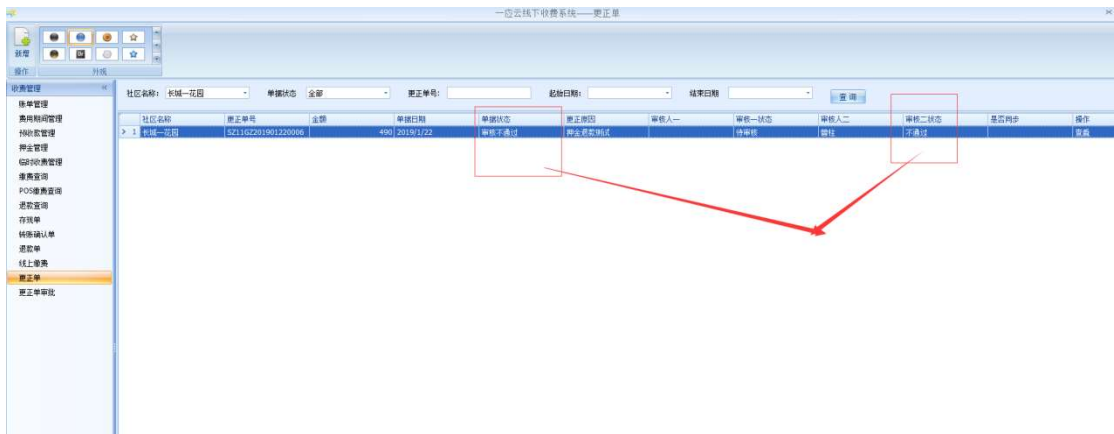 一应云线下收费系统——更正单
新增
操作 外观
收费管理
账单管理
费用期间管理
预收款管理
押金管理
临时收费管理
缴费查询
POS缴费查询
退款查询
存现单
转账确认单
退款单
线上缴费
更正单
更正单审批
社区名称: 长城一花园 单据状态 全部 更正单号: 起始日期: 结束日期 查询
社区名称 更正单号 金额 单据日期 单据状态 更正原因 审核人一 审核一状态 审核人二 审核二状态 是否同步 操作
1 长城一花园 SZ11GZ201901220006 490 2019/1/22 审核不通过 押金退款测试 待审核 不通过 查看